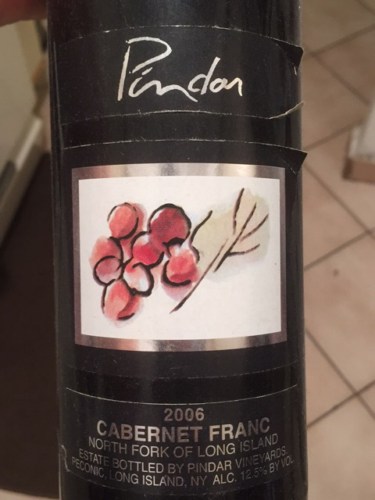 Pindar
2006
CABERNET FRANC
NORTH FORK OF LONG ISLAND
ESTATE BOTTLED BY PINDAR VINEYARDS
PECONIC, LONG ISLAND, NY ALC. 12.5% BY VOL.